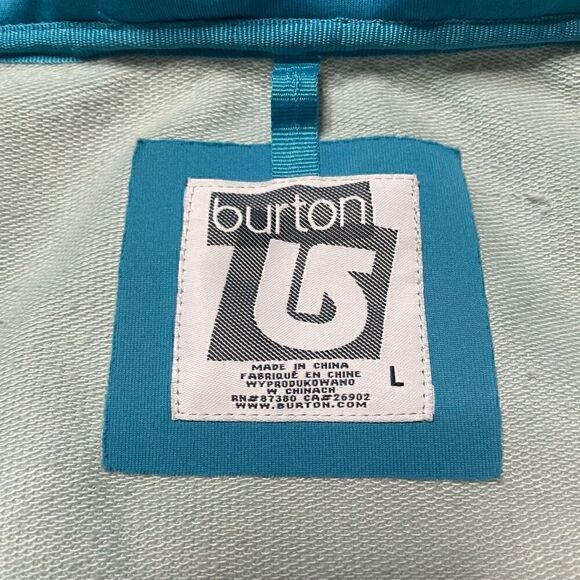 burton
MADE IN CHINA
FABRIQUÉ EN CHINE
WYPRODUKOWANO
W CHINACH
RN#87380 CA#26902
WWW.BURTON.COM
L